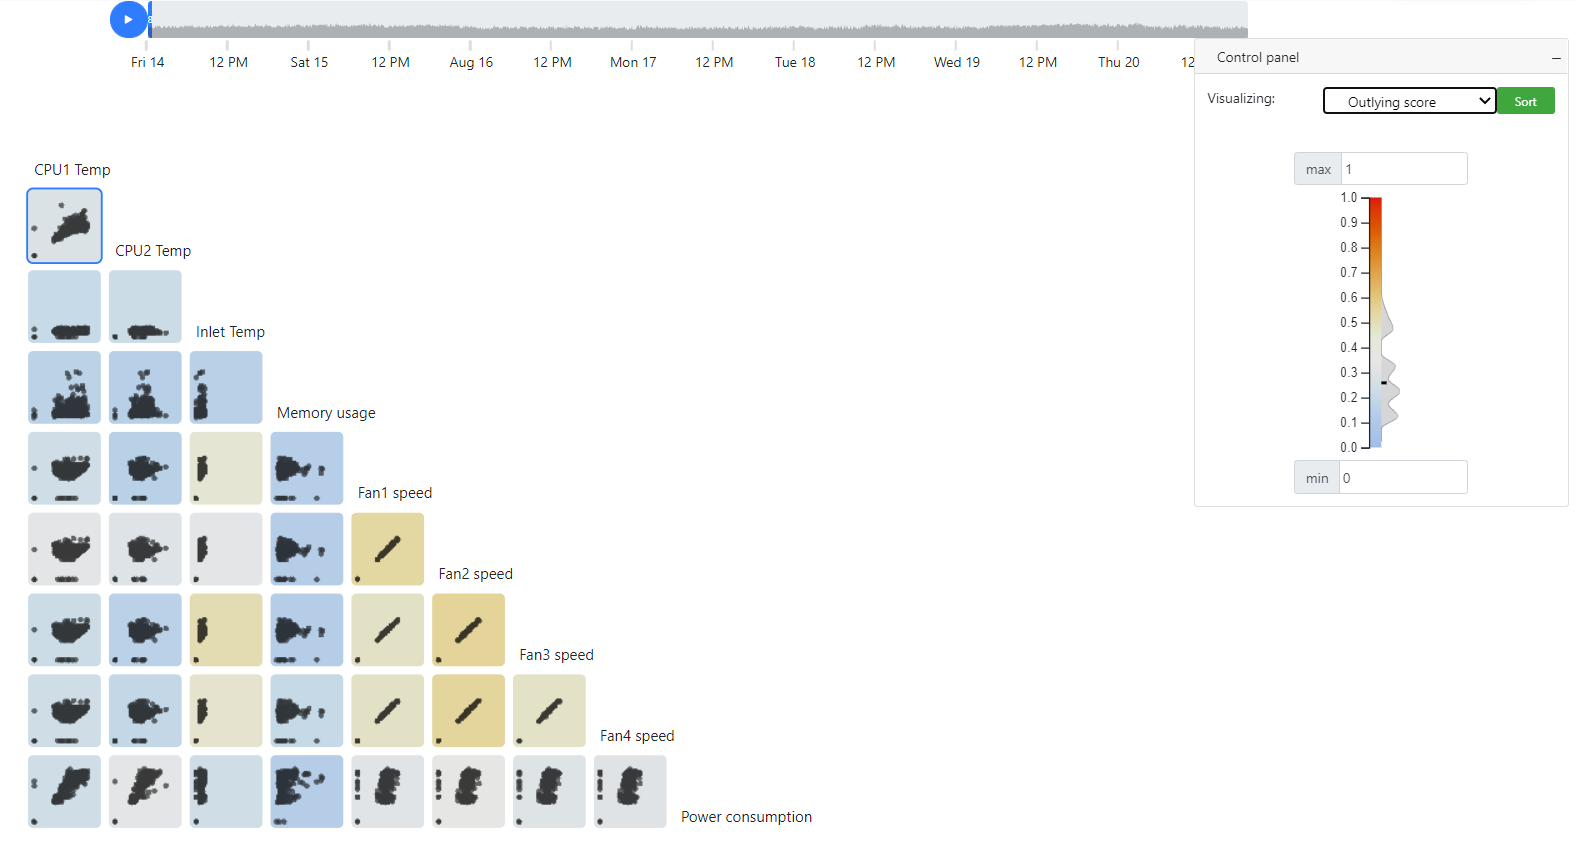 8
Fri 14 12 PM Sat 15 12 PM Aug 16 12 PM Mon 17 12 PM Tue 18 12 PM Wed 19 12 PM Thu 20 12
Control panel
Visualizing: Outlying score Sort
max 1
1.0
0.9
0.8
0.7
0.6
0.5
0.4
0.3
0.2
0.1
0.0
min 0
CPU1 Temp
CPU2 Temp
Inlet Temp
Memory usage
Fan1 speed
Fan2 speed
Fan3 speed
Fan4 speed
Power consumption